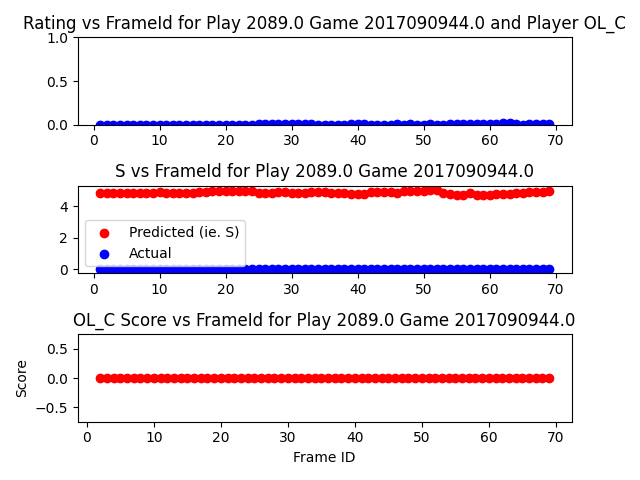 Rating vs FrameId for Play 2089.0 Game 2017090944.0 and Player OL_C
1.0
0.5
0.0
0 10 20 30 40 50 60 70
S vs FrameId for Play 2089.0 Game 2017090944.0
4
2
0
Predicted (ie. S)
Actual
0 10 20 30 40 50 60 70
OL_C Score vs FrameId for Play 2089.0 Game 2017090944.0
Score
0.5
0.0
−0.5
0 10 20 30 40 50 60 70
Frame ID